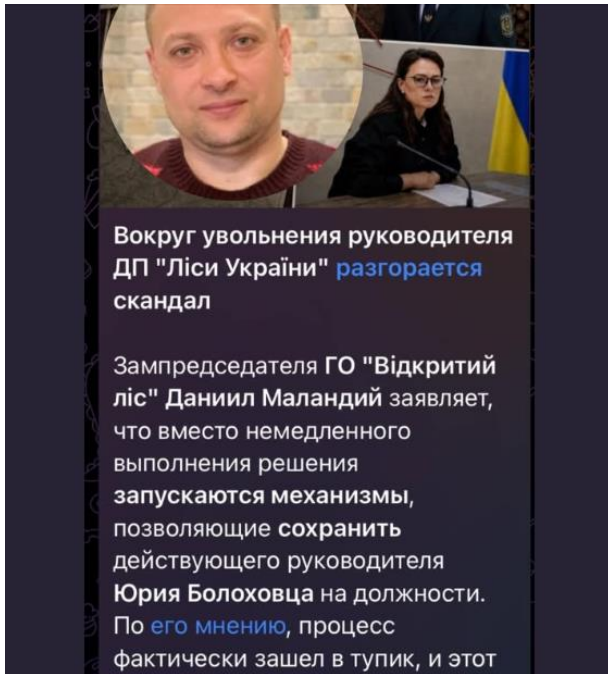 Вокруг увольнения руководителя
ДП "Ліси України" разгорается
скандал
Зампредседателя ГО "Відкритий
ліс" Даниил Маландий заявляет,
что вместо немедленного
выполнения решения
запускаются механизмы,
позволяющие сохранить
действующего руководителя
Юрия Болоховца на должности.
По его мнению, процесс
фактически зашел в тупик, и этот